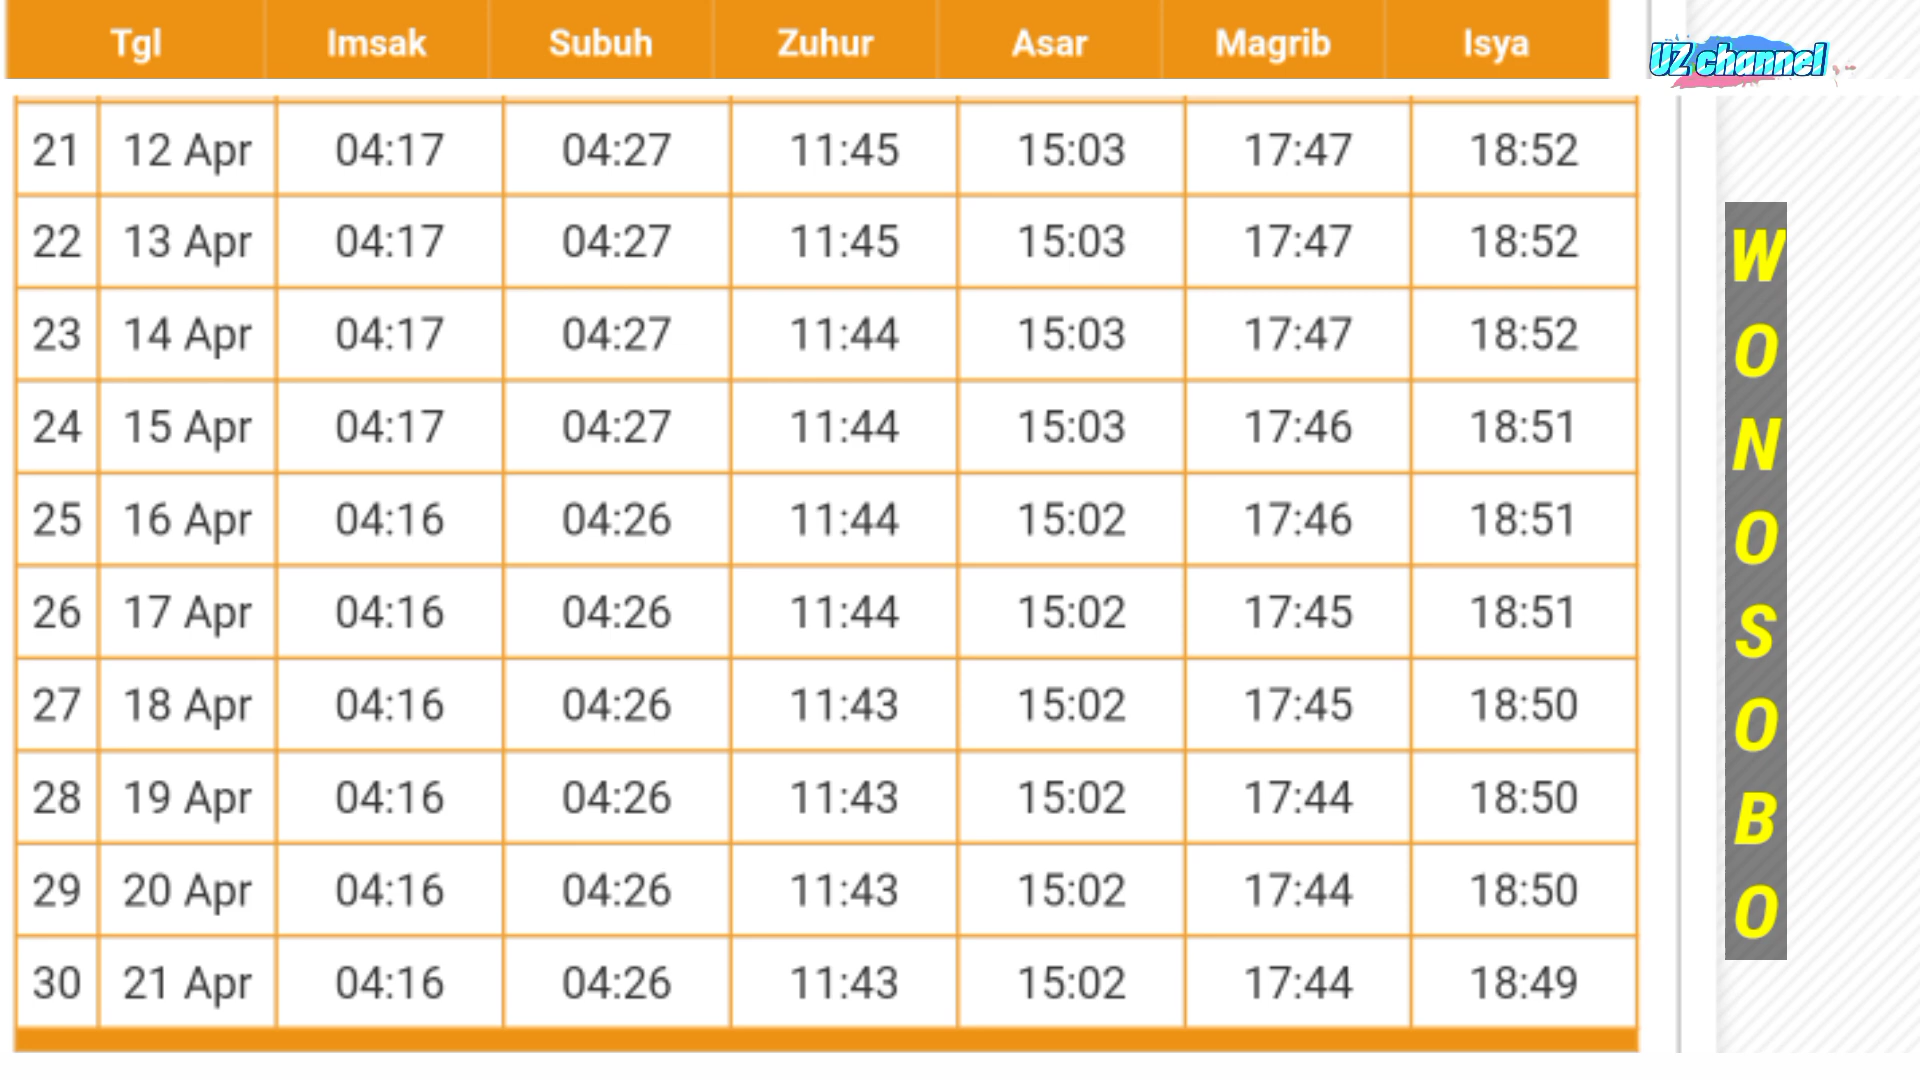 Tgl Imsak Subuh Zuhur Asar Magrib Isya
UZ channel
21 12 Apr 04:17 04:27 11:45 15:03 17:47 18:52
22 13 Apr 04:17 04:27 11:45 15:03 17:47 18:52
23 14 Apr 04:17 04:27 11:44 15:03 17:47 18:52
24 15 Apr 04:17 04:27 11:44 15:03 17:46 18:51
25 16 Apr 04:16 04:26 11:44 15:02 17:46 18:51
26 17 Apr 04:16 04:26 11:44 15:02 17:45 18:51
27 18 Apr 04:16 04:26 11:43 15:02 17:45 18:50
28 19 Apr 04:16 04:26 11:43 15:02 17:44 18:50
29 20 Apr 04:16 04:26 11:43 15:02 17:44 18:50
30 21 Apr 04:16 04:26 11:43 15:02 17:44 18:49
WONOSOBO